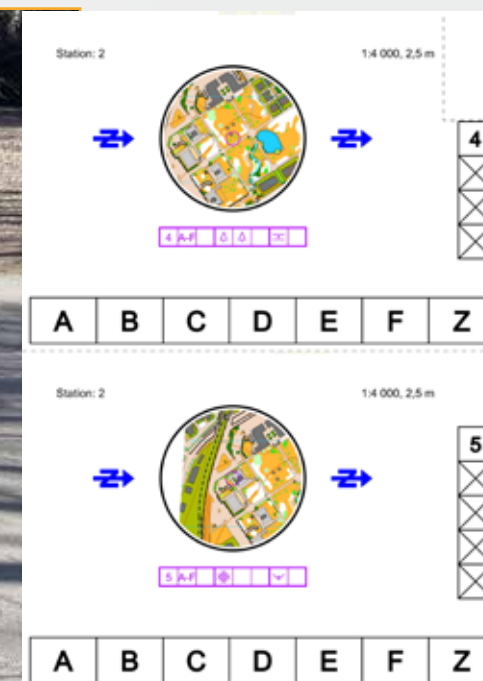 Station: 2 1:4 000, 2,5 m
4 A-F
4
A B C D E F Z
Station: 2 1:4 000, 2,5 m
5 A-F
5
A B C D E F Z